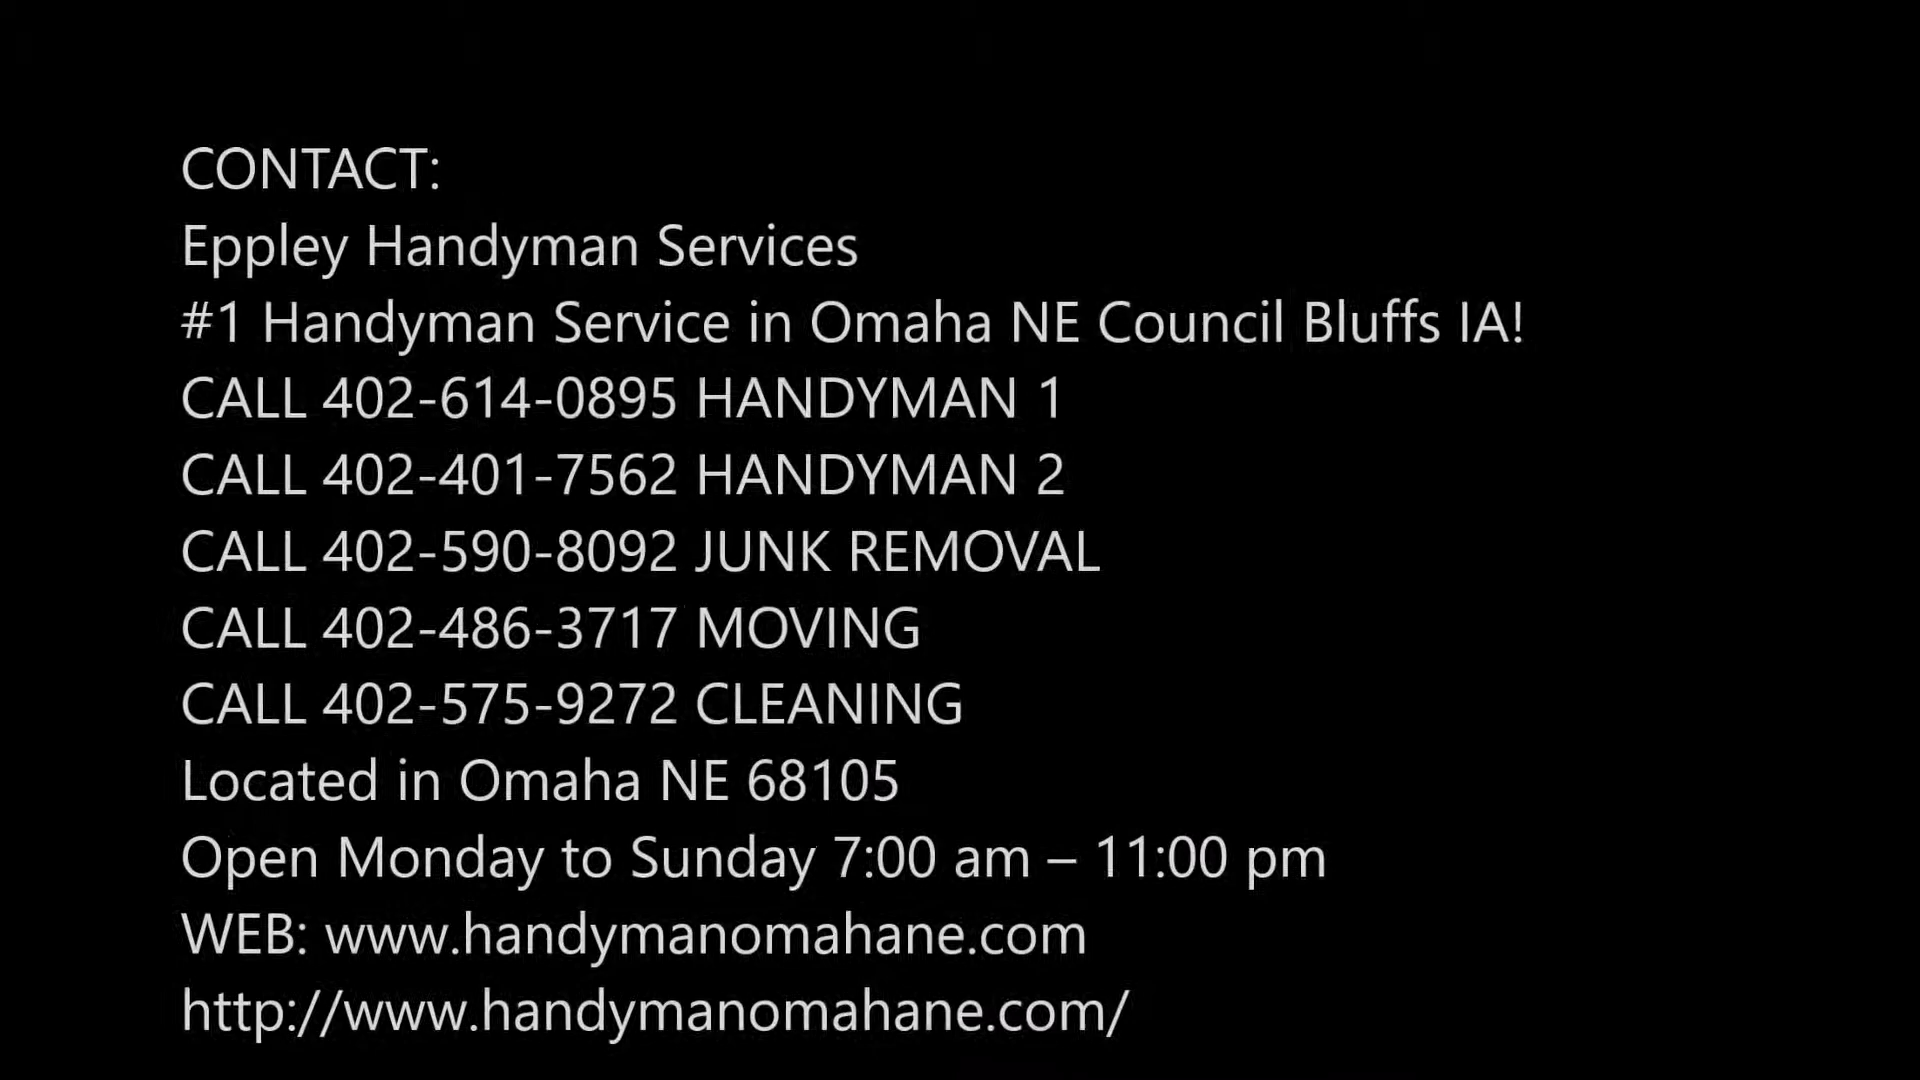 CONTACT:
Eppley Handyman Services
#1 Handyman Service in Omaha NE Council Bluffs IA!
CALL 402-614-0895 HANDYMAN 1
CALL 402-401-7562 HANDYMAN 2
CALL 402-590-8092 JUNK REMOVAL
CALL 402-486-3717 MOVING
CALL 402-575-9272 CLEANING
Located in Omaha NE 68105
Open Monday to Sunday 7:00 am – 11:00 pm
WEB: www.handymanomahane.com
http://www.handymanomahane.com/